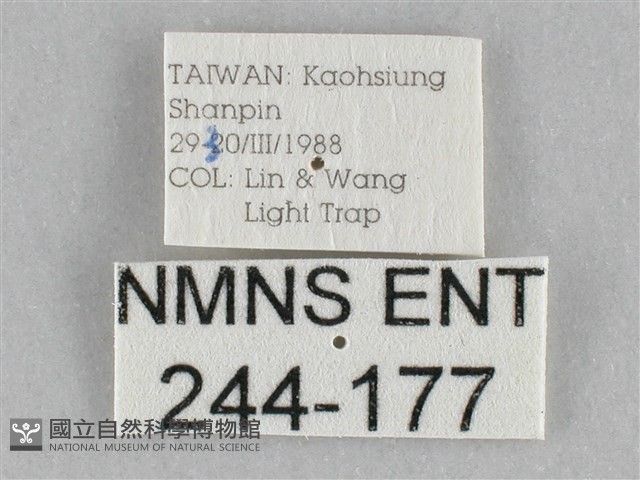 TAIWAN: Kaohsiung
Shanpin
29-30/III/1988
COL: Lin & Wang
Light Trap
NMNS ENT
244-177
國立自然科學博物館
NATIONAL MUSEUM OF NATURAL SCIENCE